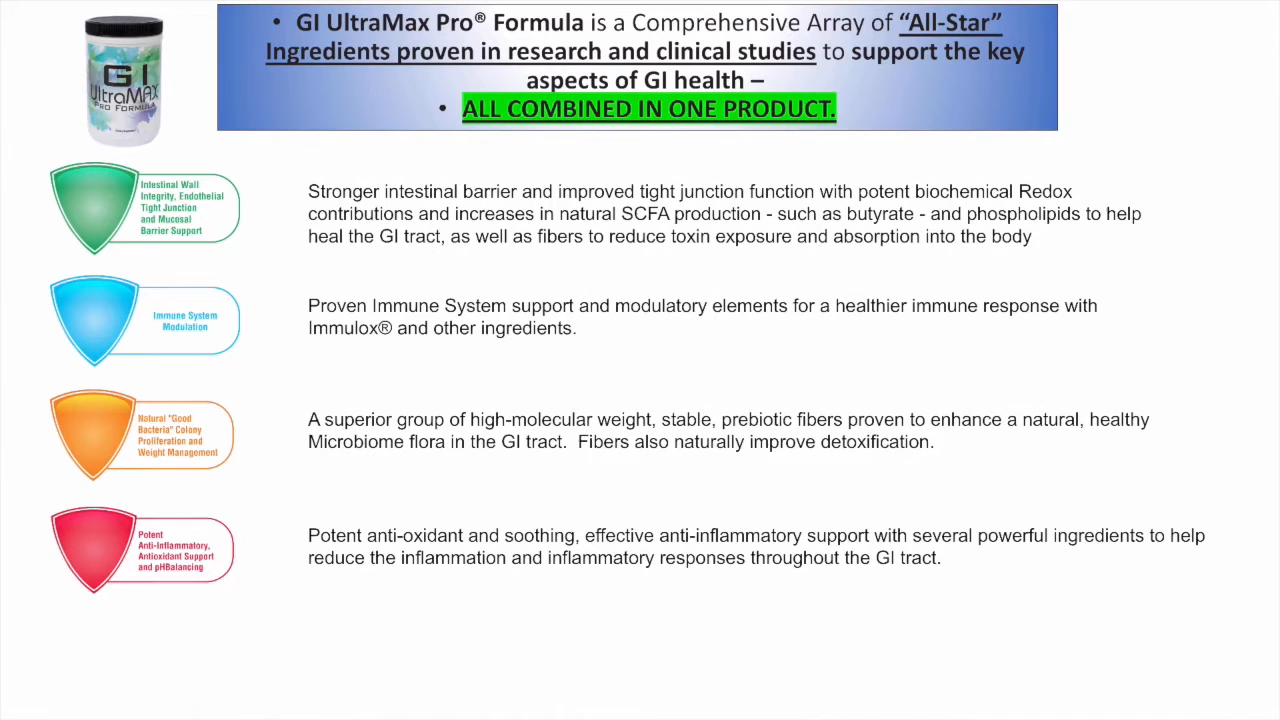 • GI UltraMax Pro® Formula is a Comprehensive Array of “All-Star”
Ingredients proven in research and clinical studies to support the key
aspects of GI health –
• ALL COMBINED IN ONE PRODUCT.
GI
UltraMAX
PRO FORMULA
Intestinal Wall
Integrity, Endothelial
Tight Junction
and Mucosal
Barrier Support
Stronger intestinal barrier and improved tight junction function with potent biochemical Redox
contributions and increases in natural SCFA production - such as butyrate - and phospholipids to help
heal the GI tract, as well as fibers to reduce toxin exposure and absorption into the body
Immune System
Modulation
Proven Immune System support and modulatory elements for a healthier immune response with
Immulox® and other ingredients.
Natural "Good
Bacteria" Colony
Proliferation and
Weight Management
A superior group of high-molecular weight, stable, prebiotic fibers proven to enhance a natural, healthy
Microbiome flora in the GI tract.  Fibers also naturally improve detoxification.
Potent
Anti-Inflammatory,
Antioxidant Support
and pHBalancing
Potent anti-oxidant and soothing, effective anti-inflammatory support with several powerful ingredients to help
reduce the inflammation and inflammatory responses throughout the GI tract.